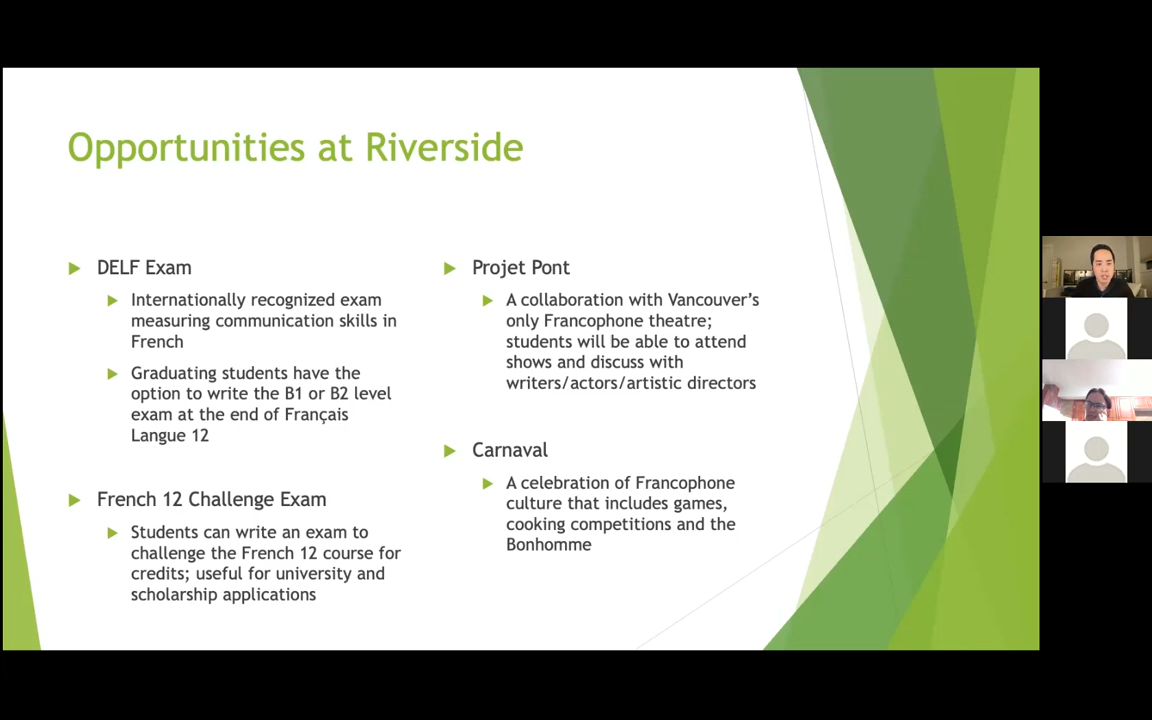 Opportunities at Riverside
DELF Exam
Internationally recognized exam
measuring communication skills in
French
Graduating students have the
option to write the B1 or B2 level
exam at the end of Français
Langue 12
French 12 Challenge Exam
Students can write an exam to
challenge the French 12 course for
credits; useful for university and
scholarship applications
Projet Pont
A collaboration with Vancouver’s
only Francophone theatre;
students will be able to attend
shows and discuss with
writers/actors/artistic directors
Carnaval
A celebration of Francophone
culture that includes games,
cooking competitions and the
Bonhomme